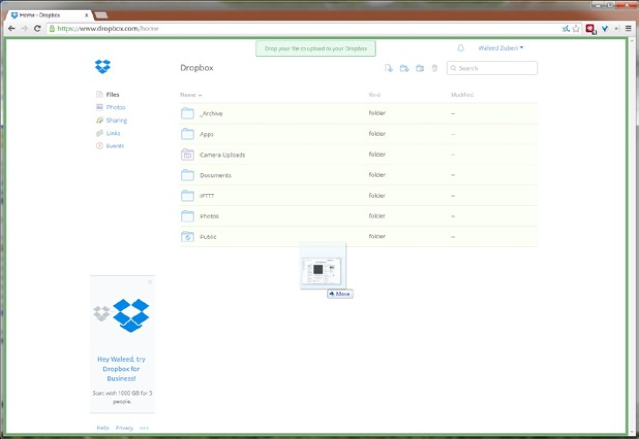 Home - Dropbox
https://www.dropbox.com/home
Drop your file to upload to your Dropbox
Waleed Zuberi
Dropbox
Search
Files
Photos
Sharing
Links
Events
Name
Kind
Modified
_Archive folder --
Apps folder --
Camera Uploads folder --
Documents folder --
IFTTT folder --
Photos folder --
Public folder --
Move
Hey Waleed, try
Dropbox for
Business!
Start with 1000 GB for 5
people.
Help Privacy